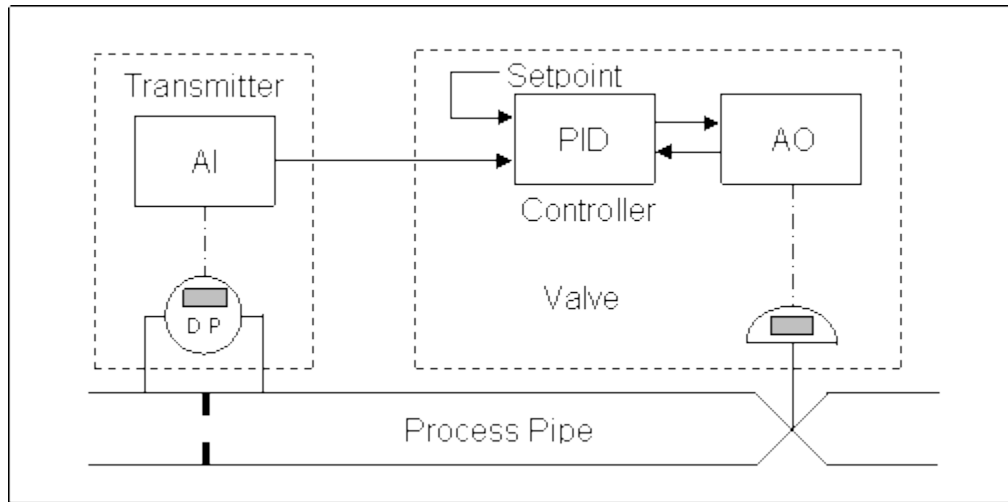 Transmitter
AI
D P
Setpoint
PID
AO
Controller
Valve
Process Pipe